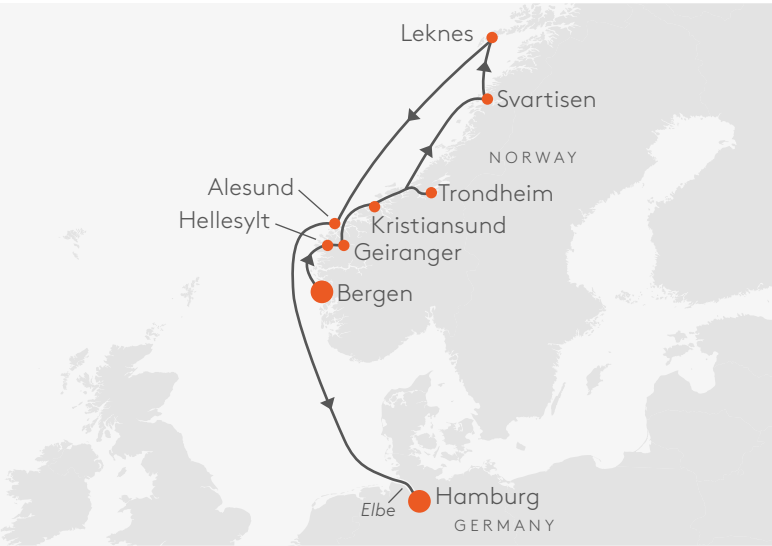 Leknes
Svartisen
NORWAY
Alesund
Trondheim
Hellesylt
Kristiansund
Geiranger
Bergen
Hamburg
Elbe
GERMANY